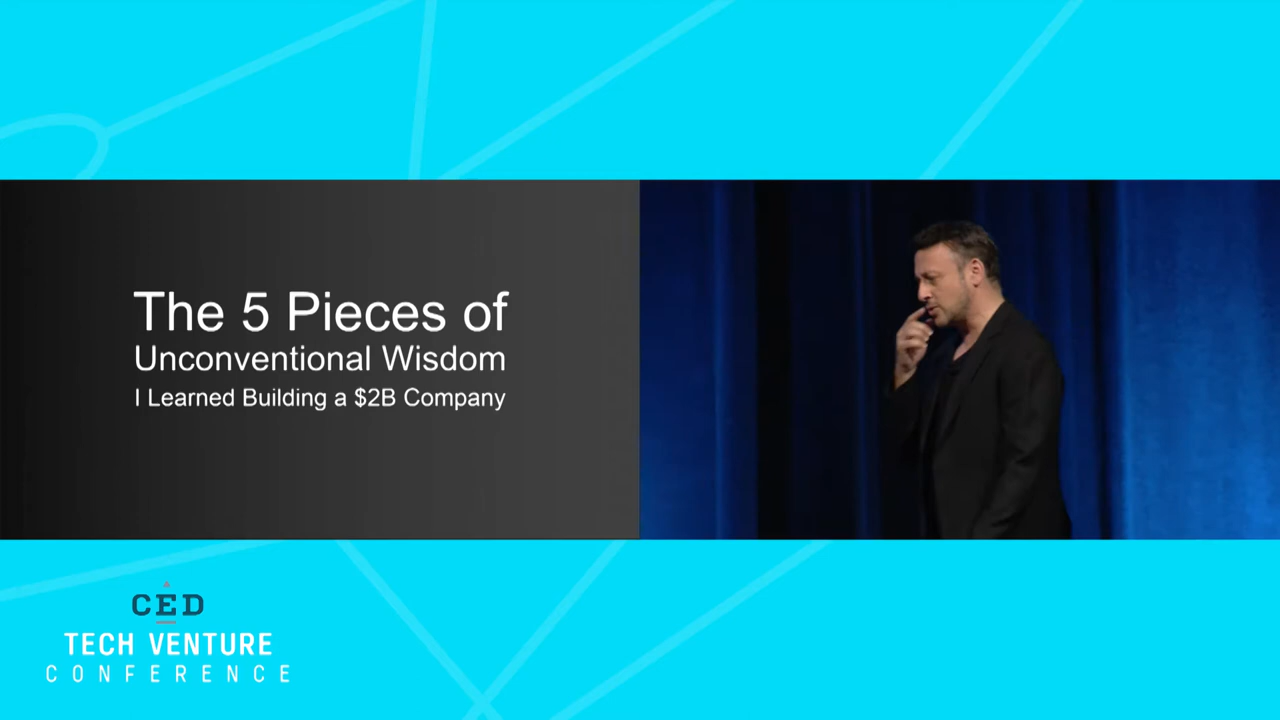 The 5 Pieces of
Unconventional Wisdom
I Learned Building a $2B Company
CED
TECH VENTURE
CONFERENCE